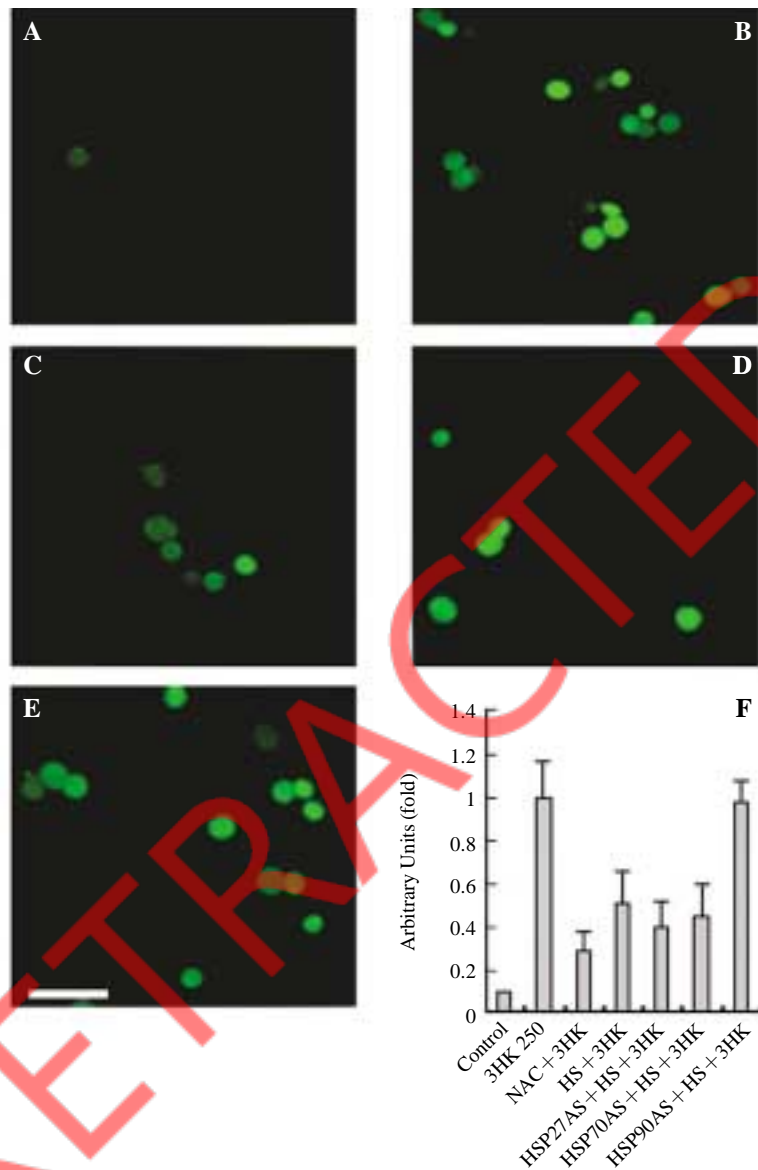 A
B
C
D
E
F
1.4
1.2
1
0.8
0.6
0.4
0.2
0
Arbitrary Units (fold)
Control
3HK 250
NAC+3HK
HS+3HK
HSP27AS+HS+3HK
HSP70AS+HS+3HK
HSP90AS+HS+3HK
ETRACTED